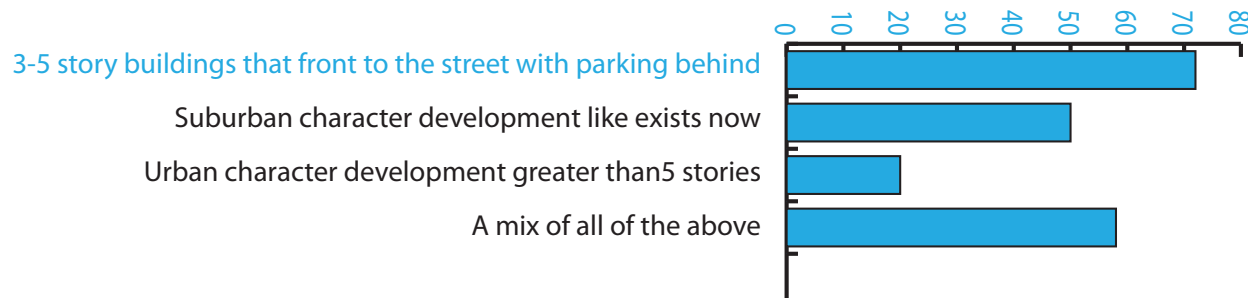 0 10 20 30 40 50 60 70 80
3-5 story buildings that front to the street with parking behind
Suburban character development like exists now
Urban character development greater than5 stories
A mix of all of the above